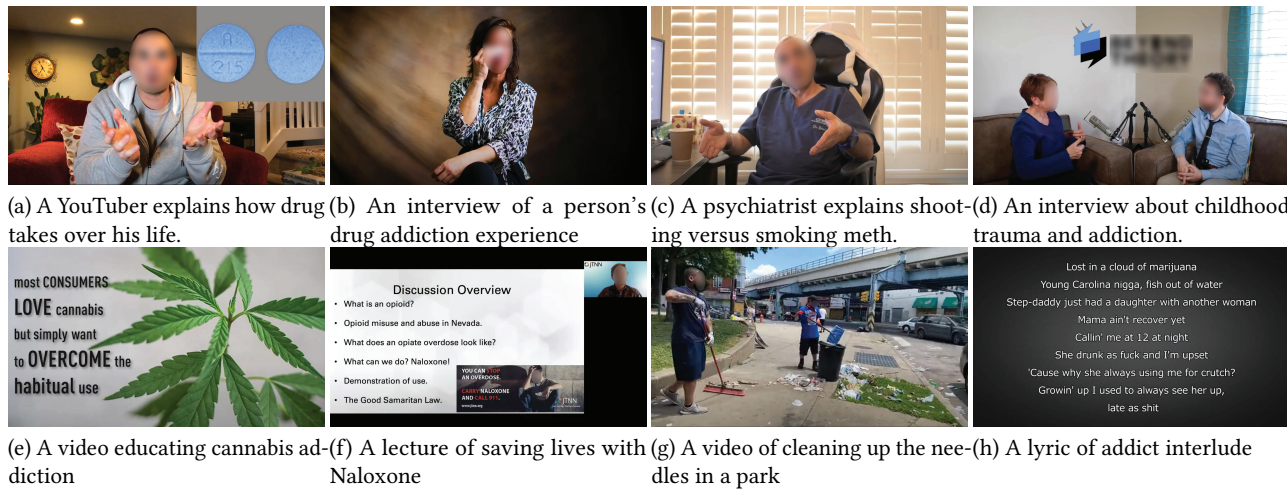 A
215
(a) A YouTuber explains how drug
takes over his life.
(b) An interview of a person's
drug addiction experience
(c) A psychiatrist explains shoot-
ing versus smoking meth.
(d) An interview about childhood
trauma and addiction.
most CONSUMERS
LOVE cannabis
but simply want
to OVERCOME the
habitual use
(e) A video educating cannabis ad-
diction
JTNN
Discussion Overview
• What is an opioid?
• Opioid misuse and abuse in Nevada.
• What does an opiate overdose look like?
• What can we do? Naloxone!
• Demonstration of use.
• The Good Samaritan Law.
YOU CAN STOP
AN OVERDOSE.
CARRY NALOXONE
AND CALL 911.
www.jtnn.org
JTNN
(f) A lecture of saving lives with
Naloxone
(g) A video of cleaning up the nee-
dles in a park
Lost in a cloud of marijuana
Young Carolina nigga, fish out of water
Step-daddy just had a daughter with another woman
Mama ain't recover yet
Callin' me at 12 at night
She drunk as fuck and I'm upset
'Cause why she always using me for crutch?
Growin' up I used to always see her up,
late as shit
(h) A lyric of addict interlude